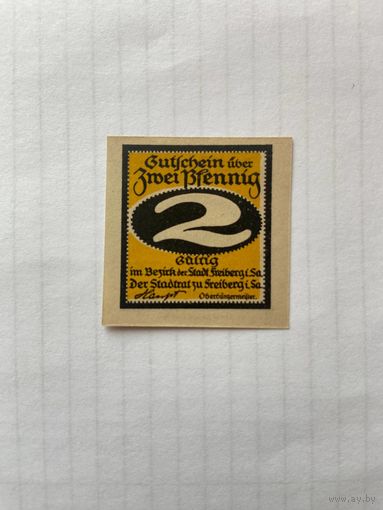 Gutschein über
Zwei Pfennig
2
Gültig
im Bezirk der Stadt Freiberg i. Sa.
Der Stadtrat zu Freiberg i. Sa.
Haupt Oberbürgermeister.
www.ay.by